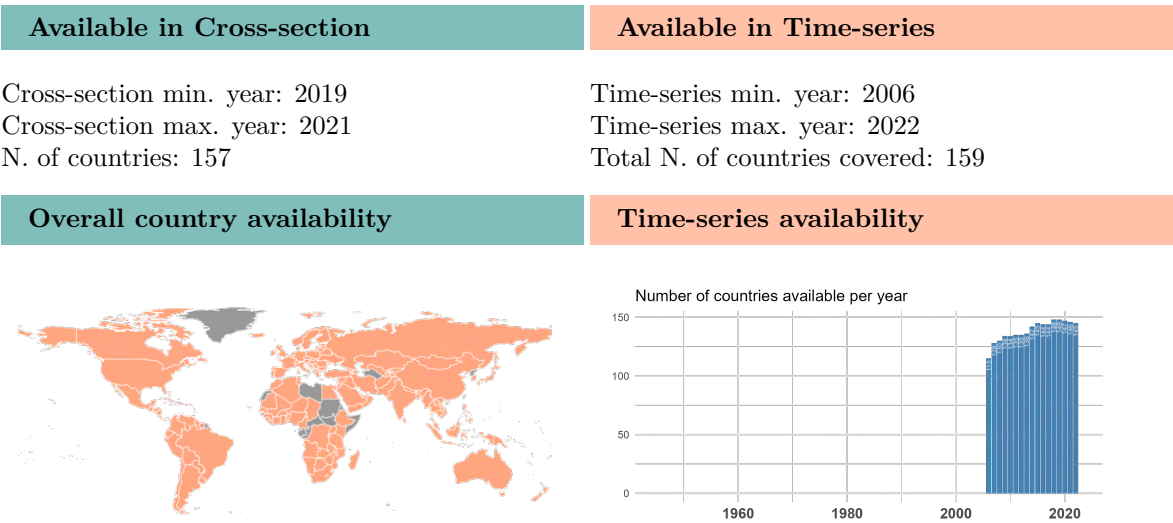 Available in Cross-section
Available in Time-series
Cross-section min. year: 2019
Cross-section max. year: 2021
N. of countries: 157
Time-series min. year: 2006
Time-series max. year: 2022
Total N. of countries covered: 159
Overall country availability
Time-series availability
Number of countries available per year
150
100
50
0
1960 1980 2000 2020